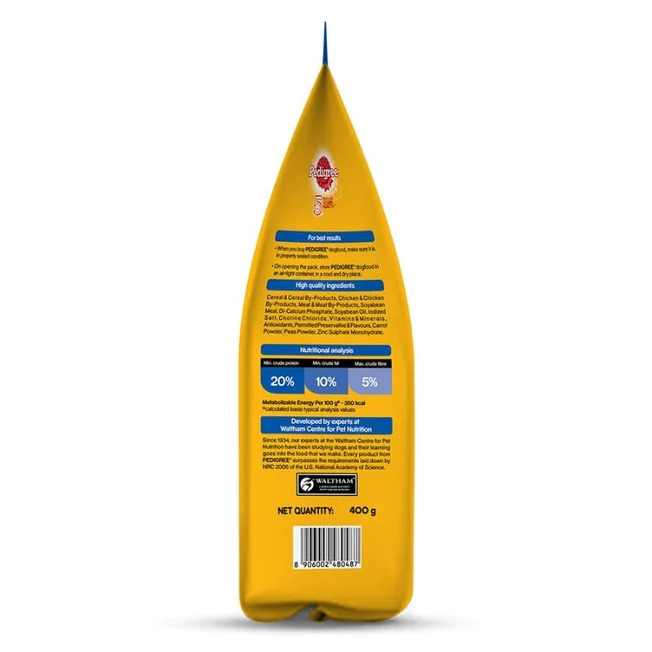 Pedigree
5
For best results
• When you buy PEDIGREE® dogfood, make sure it is
in properly sealed condition.
• On opening the pack, store PEDIGREE® dogfood in
an air-tight container, in a cool and dry place.
High quality ingredients
Cereal & Cereal By-Products, Chicken & Chicken
By-Products, Meat & Meat By-Products, Soyabean
Meal, Di-Calcium Phosphate, Soyabean Oil, Iodized
Salt, Choline Chloride, Vitamins & Minerals,
Antioxidants, Permitted Preservative & Flavours, Carrot
Powder, Peas Powder, Zinc Sulphate Monohydrate.
Nutritional analysis
Min. crude protein Min. crude fat Max. crude fibre
20% 10% 5%
Metabolizable Energy Per 100 g# - 350 kcal
#calculated basis typical analysis values
Developed by experts at
Waltham Centre for Pet Nutrition
Since 1934, our experts at the Waltham Centre for Pet
Nutrition have been studying dogs and their learning
goes into the food that we make. Every product from
PEDIGREE® surpasses the requirements laid down by
NRC 2006 of the U.S. National Academy of Science.
WALTHAM
NET QUANTITY: 400 g
8 906002 480487